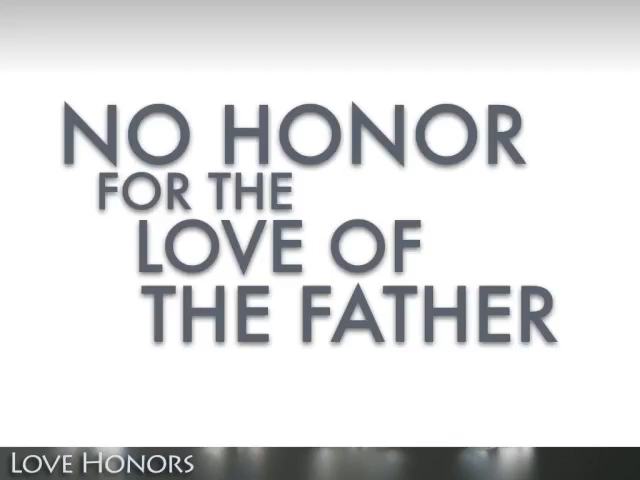 NO HONOR
FOR THE
LOVE OF
THE FATHER
LOVE HONORS